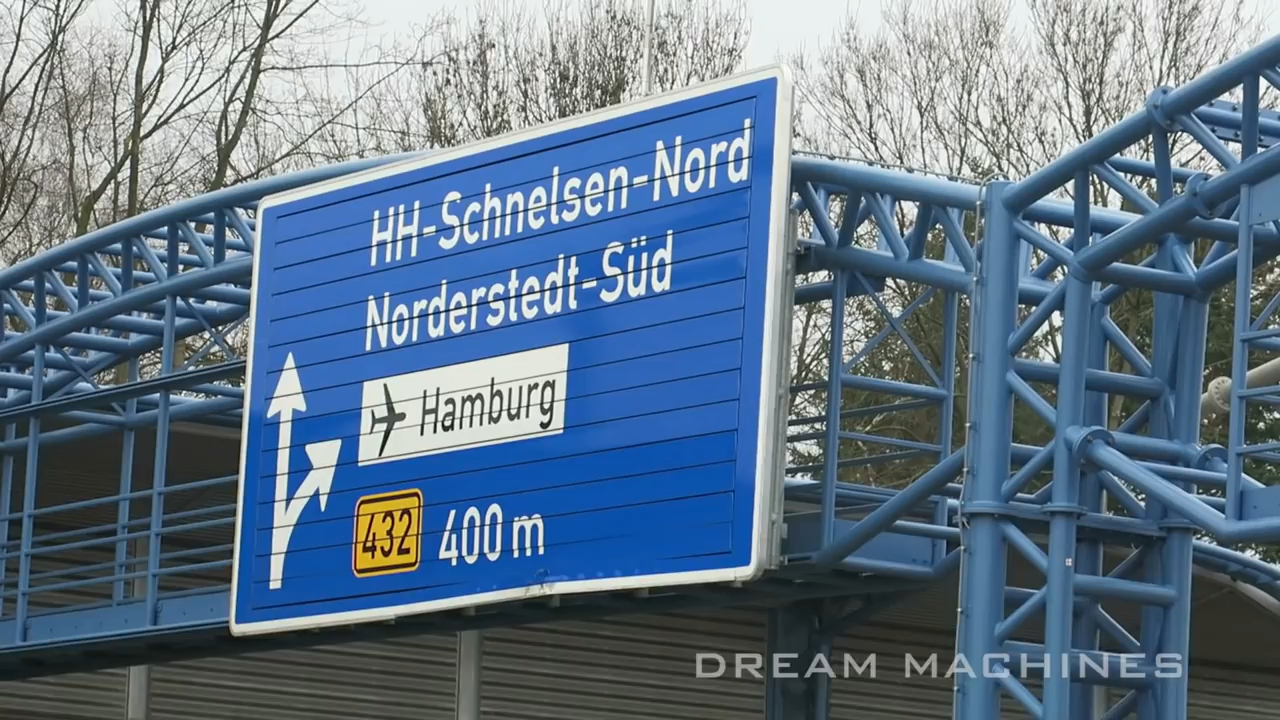 HH-Schnelsen-Nord
Norderstedt-Süd
Hamburg
432 400 m
DREAM MACHINES